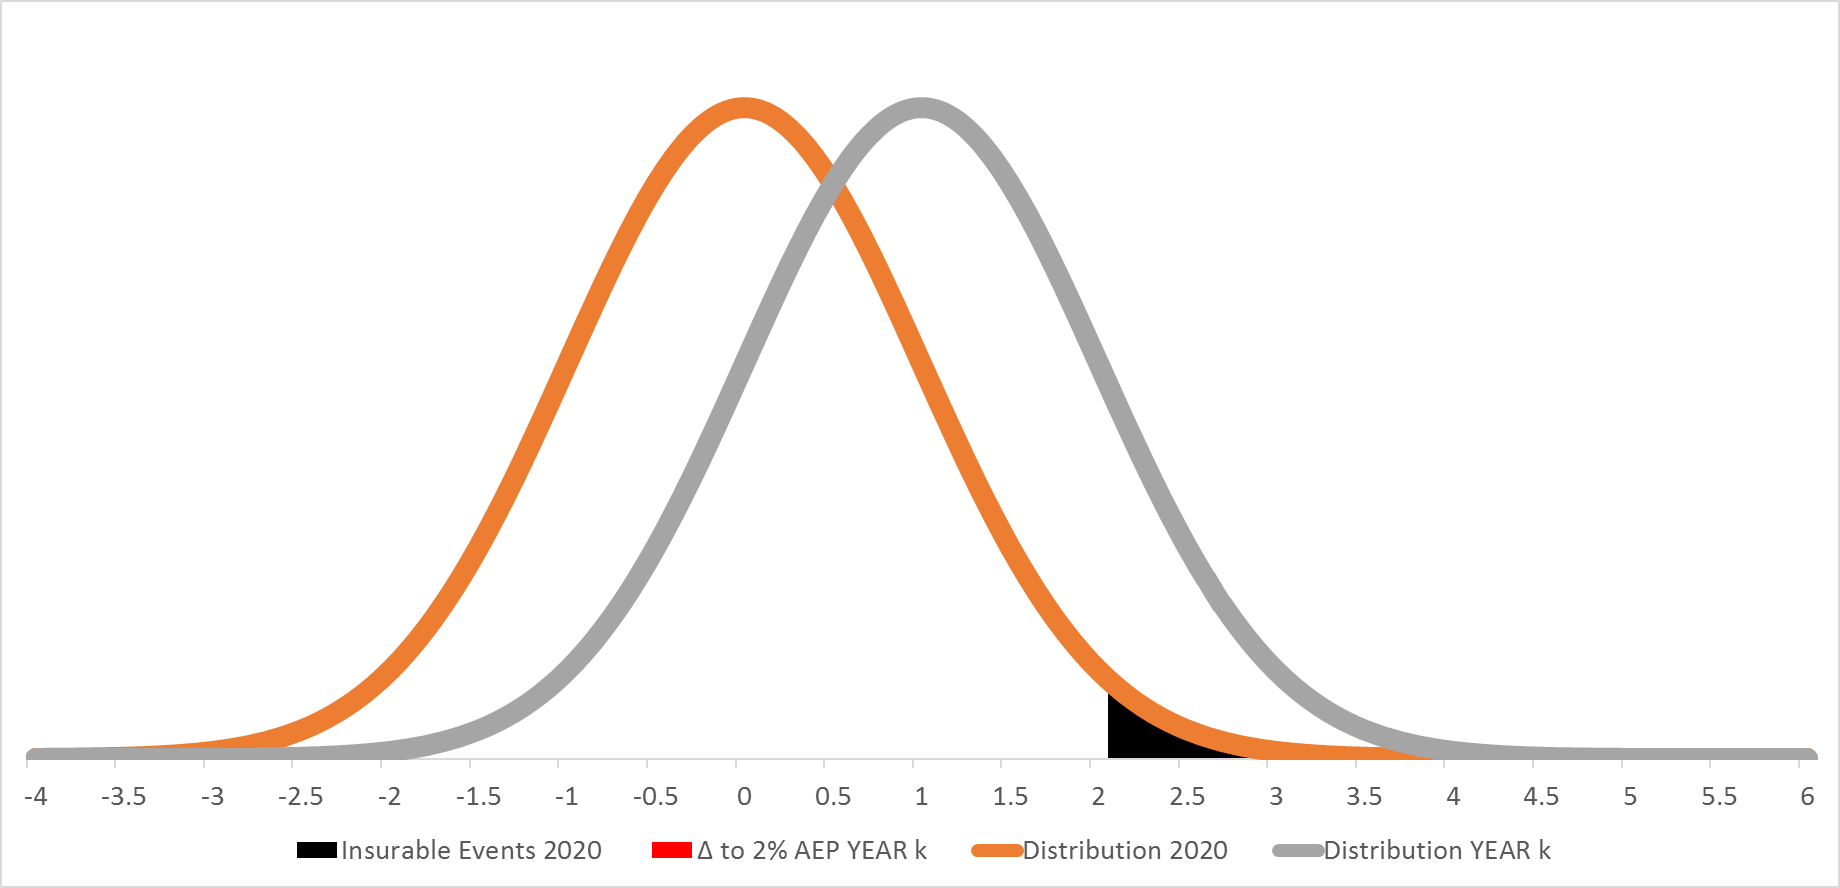 -4 -3.5 -3 -2.5 -2 -1.5 -1 -0.5 0 0.5 1 1.5 2 2.5 3 3.5 4 4.5 5 5.5 6
Insurable Events 2020 Δ to 2% AEP YEAR k Distribution 2020 Distribution YEAR k